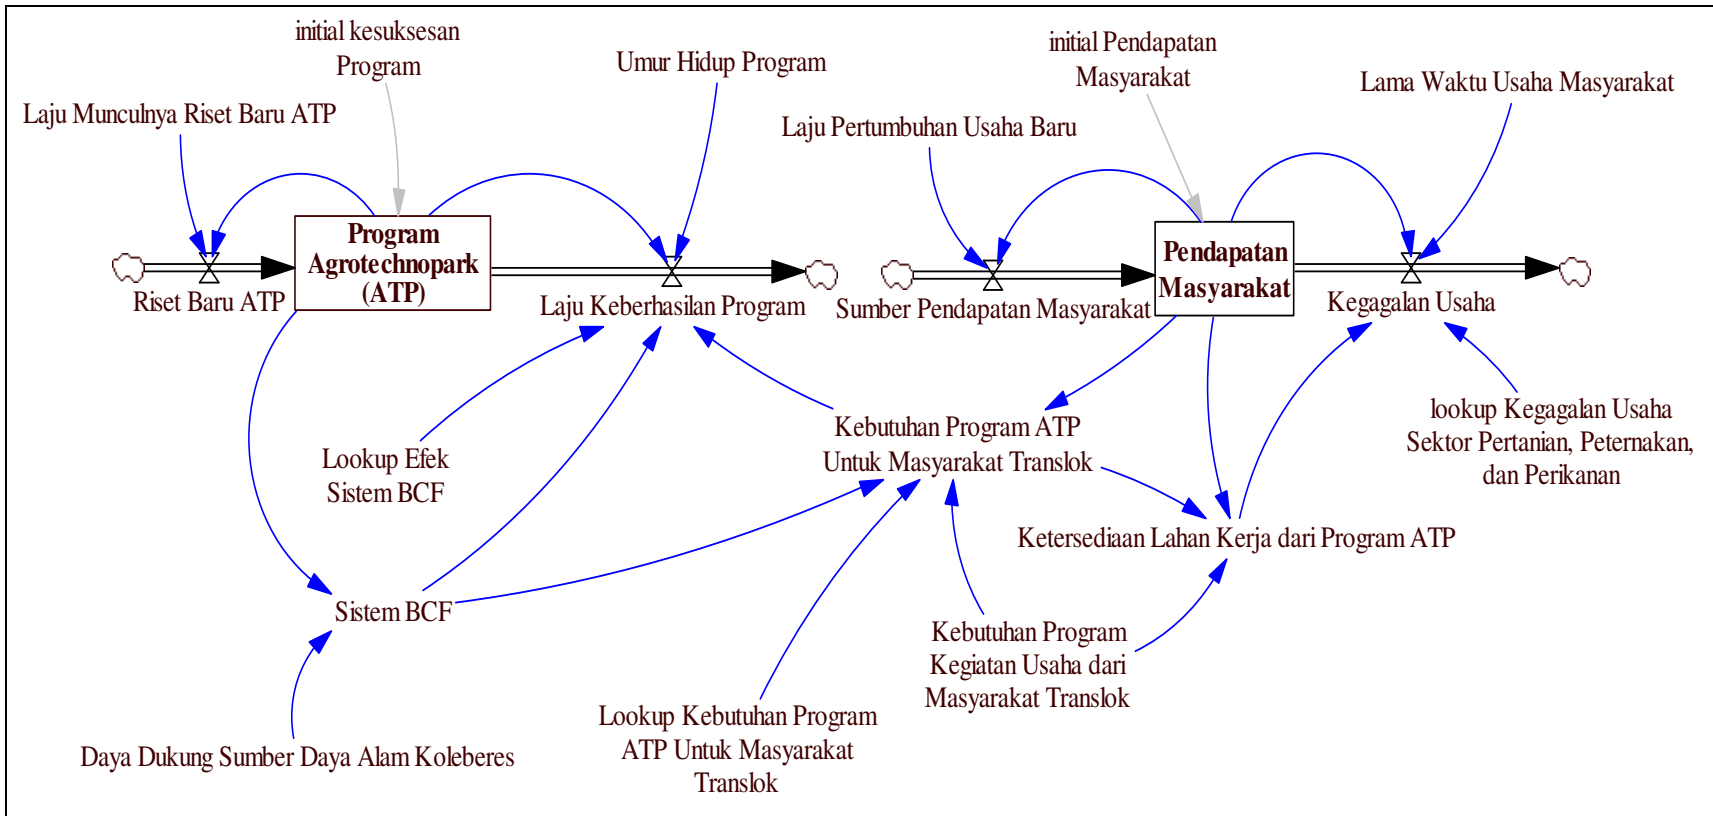 initial kesuksesan
Program
Umur Hidup Program
initial Pendapatan
Masyarakat
Lama Waktu Usaha Masyarakat
Laju Munculnya Riset Baru ATP
Laju Pertumbuhan Usaha Baru
Program
Agrotechnopark
(ATP)
Pendapatan
Masyarakat
Riset Baru ATP
Laju Keberhasilan Program
Sumber Pendapatan Masyarakat
Kegagalan Usaha
Kebutuhan Program ATP
Untuk Masyarakat Translok
lookup Kegagalan Usaha
Sektor Pertanian, Peternakan,
dan Perikanan
Lookup Efek
Sistem BCF
Ketersediaan Lahan Kerja dari Program ATP
Sistem BCF
Kebutuhan Program
Kegiatan Usaha dari
Masyarakat Translok
Lookup Kebutuhan Program
ATP Untuk Masyarakat
Translok
Daya Dukung Sumber Daya Alam Koleberes